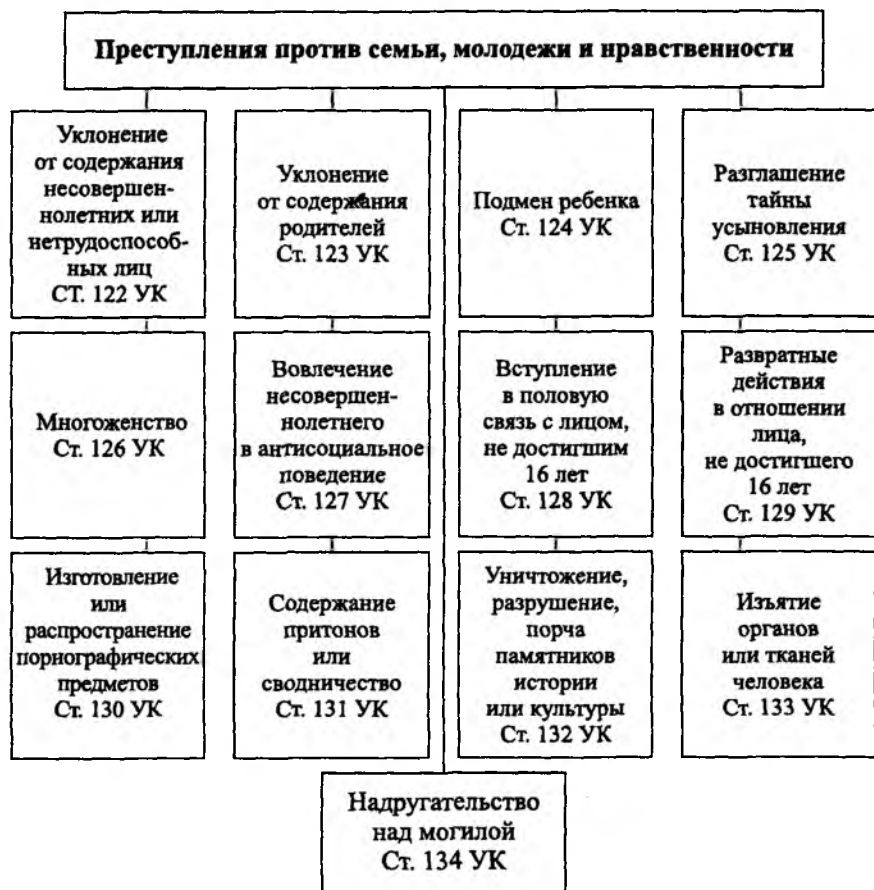 Преступления против семьи, молодежи и нравственности
Уклонение
от содержания
несовершен-
нолетних или
нетрудоспособ-
ных лиц
СТ. 122 УК
Уклонение
от содержания
родителей
Ст. 123 УК
Подмен ребенка
Ст. 124 УК
Разглашение
тайны
усыновления
Ст. 125 УК
Многоженство
Ст. 126 УК
Вовлечение
несовершен-
нолетнего
в антисоциальное
поведение
Ст. 127 УК
Вступление
в половую
связь с лицом,
не достигшим
16 лет
Ст. 128 УК
Развратные
действия
в отношении
лица,
не достигшего
16 лет
Ст. 129 УК
Изготовление
или
распространение
порнографических
предметов
Ст. 130 УК
Содержание
притонов
или
сводничество
Ст. 131 УК
Уничтожение,
разрушение,
порча
памятников
истории
или культуры
Ст. 132 УК
Изъятие
органов
или тканей
человека
Ст. 133 УК
Надругательство
над могилой
Ст. 134 УК